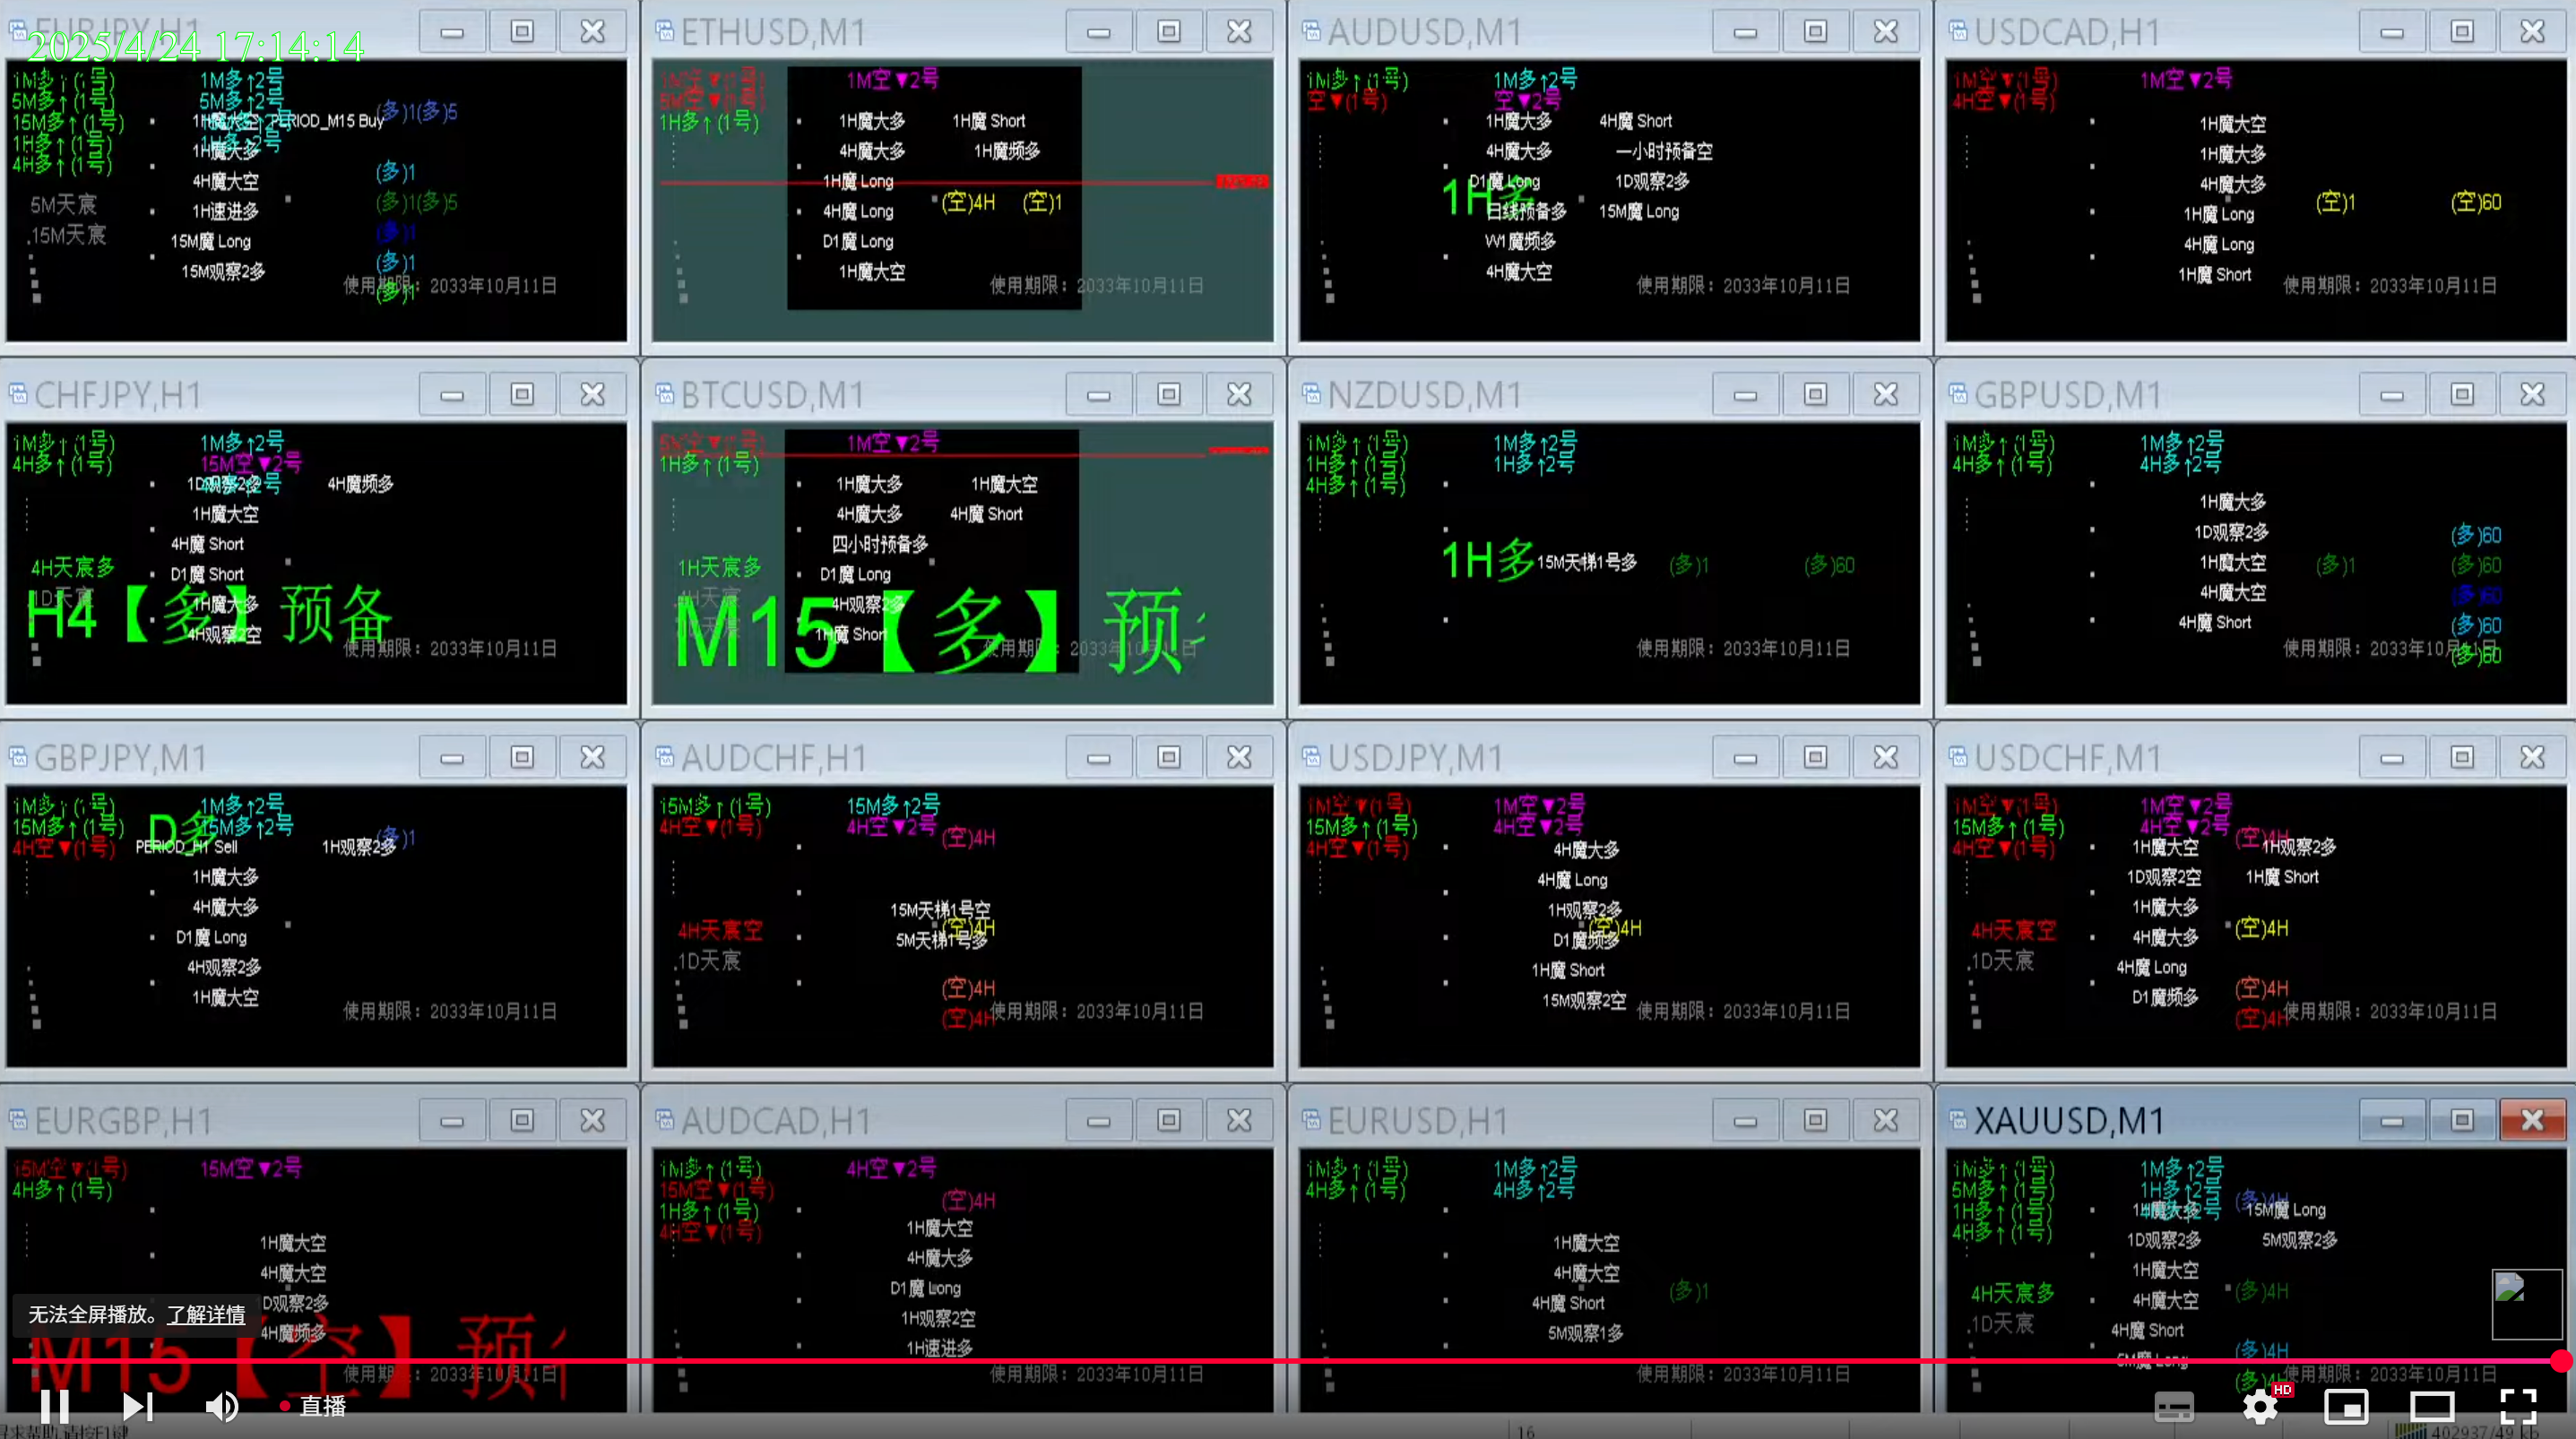 EURJPY,H1
2025/4/24 17:14:14
1M多↑(1号) 1M多↑2号
5M多↑(1号) 5M多↑2号
(多)1(多)5
15M多↑(1号) PERIOD_M15 Buy
1H多↑(1号)
1H魔大多
4H多↑(1号)
(多)1
4H魔大空
5M天宸 1H速进多 (多)1(多)5
.15M天宸 15M魔 Long (多)1
15M观察2多 (多)1
使用期限：2033年10月11日
(多)1
ETHUSD,M1
1M空▼(1号) 1M空▼2号
5M空▼(1号)
1H多↑(1号) 1H魔大多 1H魔 Short
4H魔大多 1H魔频多
1H魔 Long
4H魔 Long (空)4H (空)1
D1魔 Long
1H魔大空
使用期限：2033年10月11日
AUDUSD,M1
1M多↑(1号) 1M多↑2号
空▼(1号) 空▼2号
1H魔大多 4H魔 Short
4H魔大多 一小时预备空
D1魔 Long 1D观察2多
1H多
日线预备多 15M魔 Long
W1魔频多
4H魔大空
使用期限：2033年10月11日
USDCAD,H1
1M空▼(1号) 1M空▼2号
4H空▼(1号)
1H魔大空
1H魔大多
4H魔大多
(空)1 (空)60
1H魔 Long
4H魔 Long
1H魔 Short
使用期限：2033年10月11日
CHFJPY,H1
1M多↑(1号) 1M多↑2号
4H多↑(1号) 15M空▼2号
1D观察2多 4H魔频多
1H魔大空
4H魔 Short
4H天宸多 D1魔 Short
1D天宸 1H魔大多
H4【多】预备
4H观察2空
使用期限：2033年10月11日
BTCUSD,M1
5M空▼(1号) 1M空▼2号
1H多↑(1号)
1H魔大多 1H魔大空
4H魔大多 4H魔 Short
四小时预备多
1H天宸多 D1魔 Long
4H天宸 4H观察2多
1H魔 Short
M15【多】预
使用期限：2033年10月11日
NZDUSD,M1
1M多↑(1号) 1M多↑2号
1H多↑(1号) 1H多↑2号
4H多↑(1号)
1H多 15M天梯1号多 (多)1 (多)60
使用期限：2033年10月11日
GBPUSD,M1
1M多↑(1号) 1M多↑2号
4H多↑(1号) 4H多↑2号
1H魔大多
1D观察2多 (多)60
1H魔大空 (多)1 (多)60
4H魔大空 (多)60
4H魔 Short (多)60
使用期限：2033年10月11日
(多)60
GBPJPY,M1
1M多↑(1号) 1M多↑2号
15M多↑(1号) D多 15M多↑2号
4H空▼(1号) PERIOD_H1 Sell 1H观察2多 (多)1
1H魔大多
4H魔大多
D1魔 Long
4H观察2多
1H魔大空
使用期限：2033年10月11日
AUDCHF,H1
15M多↑(1号) 15M多↑2号
4H空▼(1号) 4H空▼2号 (空)4H
15M天梯1号空
4H天宸空 (空)4H
5M天梯1号多
.1D天宸
(空)4H
(空)4H
使用期限：2033年10月11日
USDJPY,M1
1M空▼(1号) 1M空▼2号
15M多↑(1号) 4H空▼2号
4H空▼(1号) 4H魔大多
4H魔 Long
1H观察2多
(空)4H
D1魔频多
1H魔 Short
15M观察2空
使用期限：2033年10月11日
USDCHF,M1
1M空▼(1号) 1M空▼2号
15M多↑(1号) 4H空▼2号 (空)4H
4H空▼(1号) 1H魔大空 1H观察2多
1D观察2空 1H魔 Short
1H魔大多
4H天宸空 4H魔大多 (空)4H
.1D天宸 4H魔 Long
D1魔频多 (空)4H
(空)4H
使用期限：2033年10月11日
EURGBP,H1
15M空▼(1号) 15M空▼2号
4H多↑(1号)
1H魔大空
4H魔大空
1D观察2多
4H魔频多
M15【空】预
使用期限：2033年10月11日
AUDCAD,H1
1M多↑(1号) 4H空▼2号
15M空▼(1号) (空)4H
1H多↑(1号) 1H魔大空
4H空▼(1号) 4H魔大多
D1魔 Long
1H观察2空
1H速进多
使用期限：2033年10月11日
EURUSD,H1
1M多↑(1号) 1M多↑2号
4H多↑(1号) 4H多↑2号
1H魔大空
4H魔大空
4H魔 Short (多)1
5M观察1多
使用期限：2033年10月11日
XAUUSD,M1
1M多↑(1号) 1M多↑2号
5M多↑(1号) 1H多↑2号 (多)4H
1H多↑(1号) 1H魔大多 15M魔 Long
4H多↑(1号) 1D观察2多 5M观察2多
1H魔大空
4H天宸多 4H魔大空 (多)4H
.1D天宸 4H魔 Short
(多)4H
5M魔 Long
使用期限：2033年10月11日
无法全屏播放。了解详情
直播
HD
16